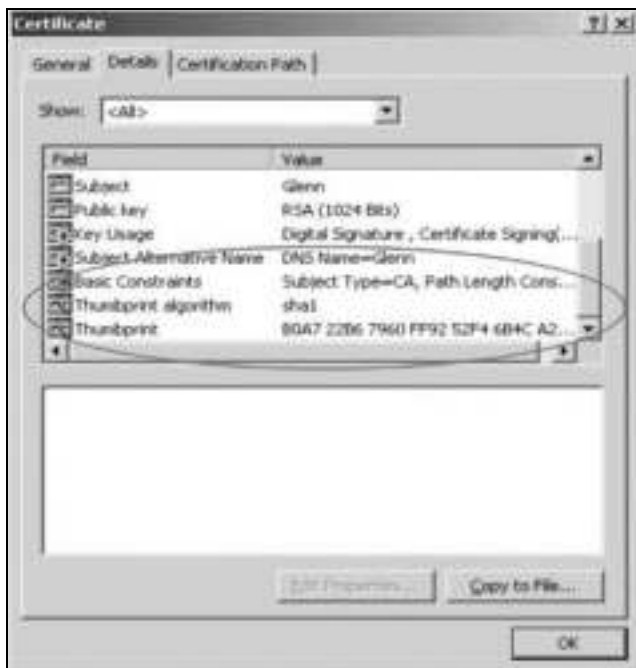 Certificate
General Details Certification Path
Show: <All>
Field Value
Subject Glenn
Public key RSA (1024 Bits)
Key Usage Digital Signature , Certificate Signing(...
Subject Alternative Name DNS Name=Glenn
Basic Constraints Subject Type=CA, Path Length Cons...
Thumbprint algorithm sha1
Thumbprint 80A7 22B6 7960 FF92 52F4 6B4C A2...
Edit Properties... Copy to File...
OK